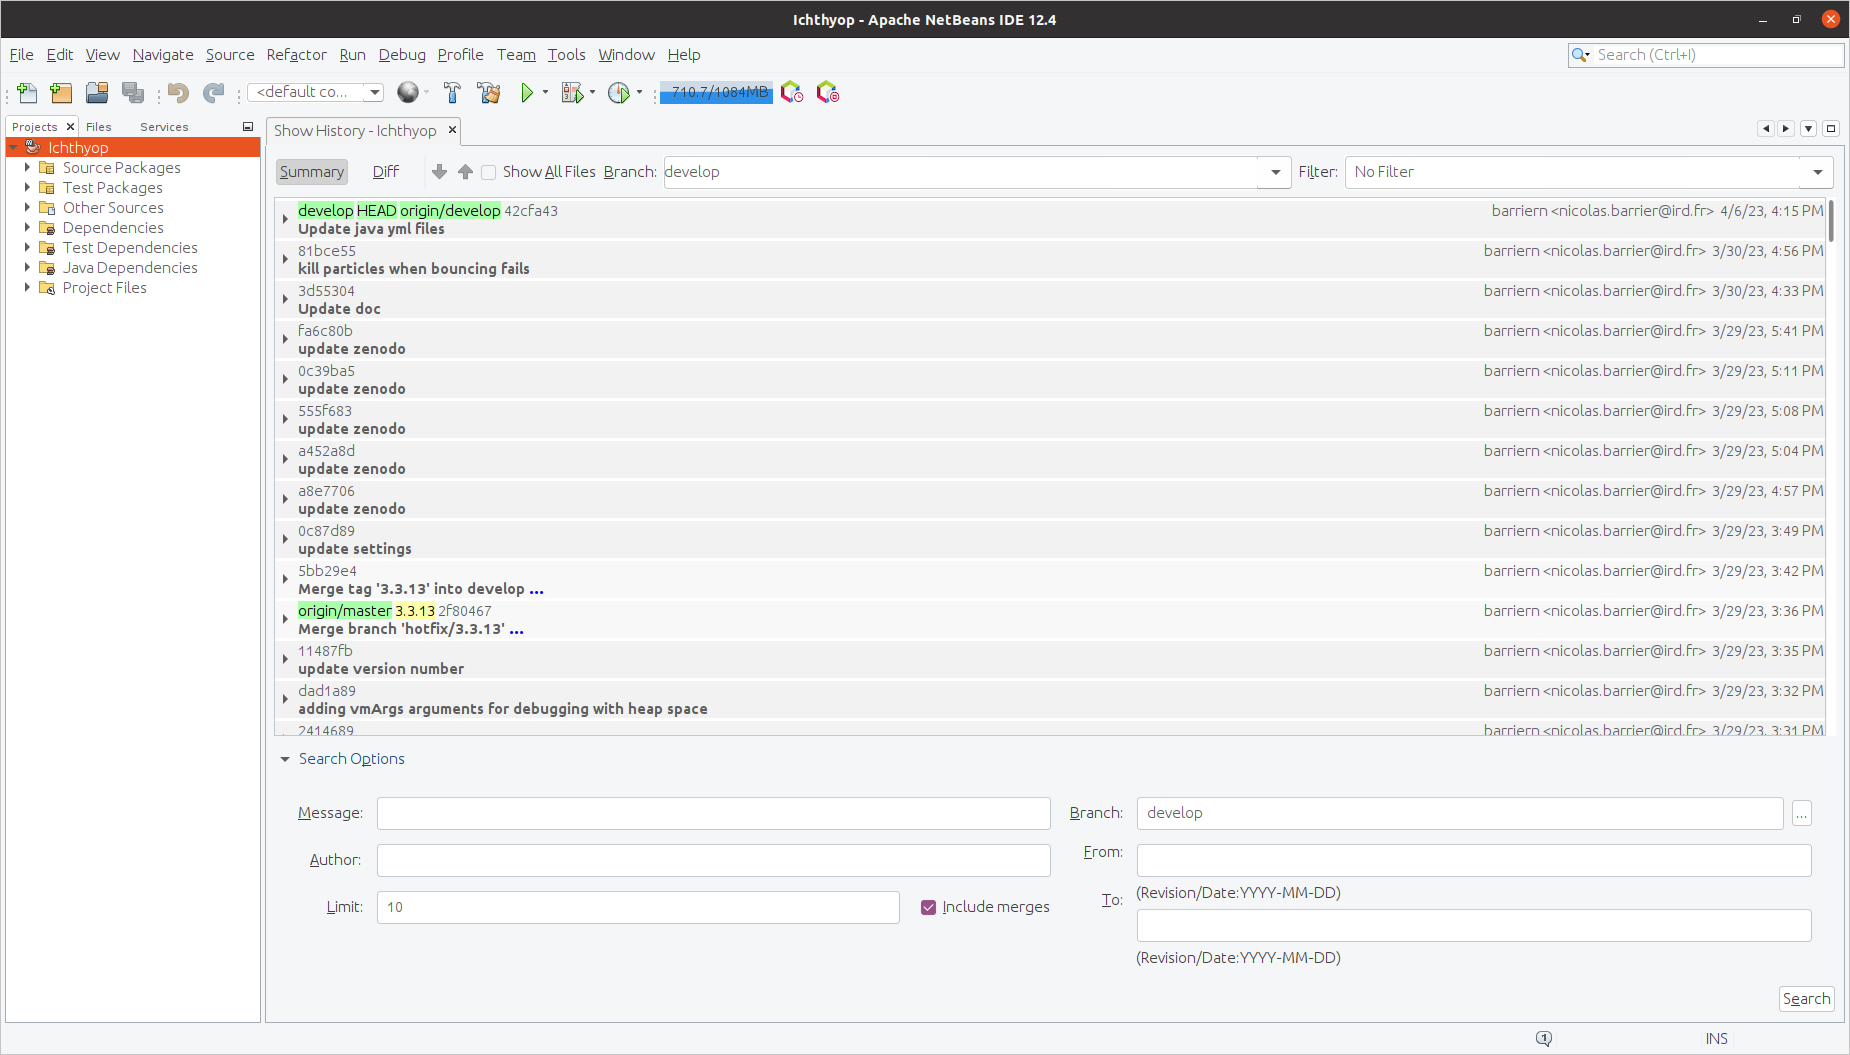 Ichthyop - Apache NetBeans IDE 12.4
File Edit View Navigate Source Refactor Run Debug Profile Team Tools Window Help
Search (Ctrl+I)
<default co...
710.7/1084MB
Projects Files Services
Show History - Ichthyop
Ichthyop
Source Packages
Test Packages
Other Sources
Dependencies
Test Dependencies
Java Dependencies
Project Files
Summary Diff Show All Files Branch: develop Filter: No Filter
develop HEAD origin/develop 42cfa43 barriern <nicolas.barrier@ird.fr> 4/6/23, 4:15 PM
Update java yml files
81bce55 barriern <nicolas.barrier@ird.fr> 3/30/23, 4:56 PM
kill particles when bouncing fails
3d55304 barriern <nicolas.barrier@ird.fr> 3/30/23, 4:33 PM
Update doc
fa6c80b barriern <nicolas.barrier@ird.fr> 3/29/23, 5:41 PM
update zenodo
0c39ba5 barriern <nicolas.barrier@ird.fr> 3/29/23, 5:11 PM
update zenodo
555f683 barriern <nicolas.barrier@ird.fr> 3/29/23, 5:08 PM
update zenodo
a452a8d barriern <nicolas.barrier@ird.fr> 3/29/23, 5:04 PM
update zenodo
a8e7706 barriern <nicolas.barrier@ird.fr> 3/29/23, 4:57 PM
update zenodo
0c87d89 barriern <nicolas.barrier@ird.fr> 3/29/23, 3:49 PM
update settings
5bb29e4 barriern <nicolas.barrier@ird.fr> 3/29/23, 3:42 PM
Merge tag '3.3.13' into develop ...
origin/master 3.3.13 2f80467 barriern <nicolas.barrier@ird.fr> 3/29/23, 3:36 PM
Merge branch 'hotfix/3.3.13' ...
11487fb barriern <nicolas.barrier@ird.fr> 3/29/23, 3:35 PM
update version number
dad1a89 barriern <nicolas.barrier@ird.fr> 3/29/23, 3:32 PM
adding vmArgs arguments for debugging with heap space
2414689 barriern <nicolas.barrier@ird.fr> 3/29/23, 3:31 PM
Search Options
Message: Branch: develop ...
Author: From:
(Revision/Date:YYYY-MM-DD)
Limit: 10 Include merges To:
(Revision/Date:YYYY-MM-DD)
Search
1 INS